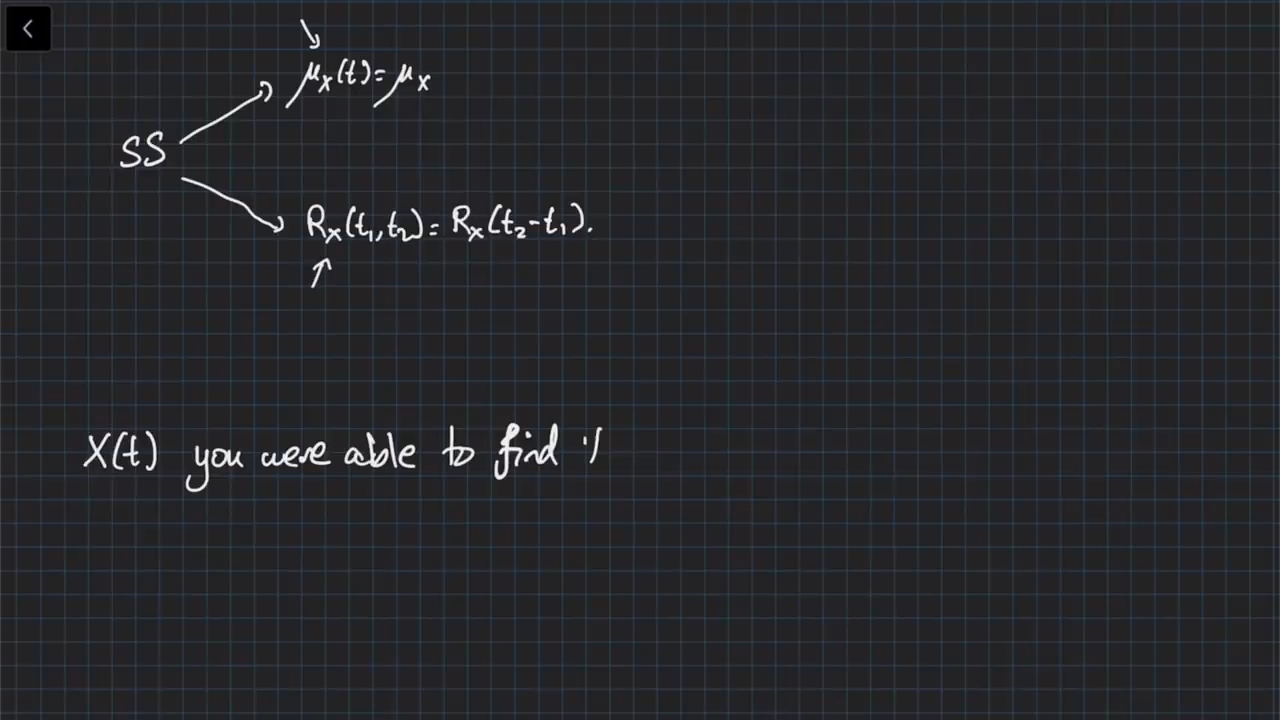 μx(t) = μx
SS
Rx(t₁,t₂) = Rx(t₂-t₁).
X(t) you were able to find